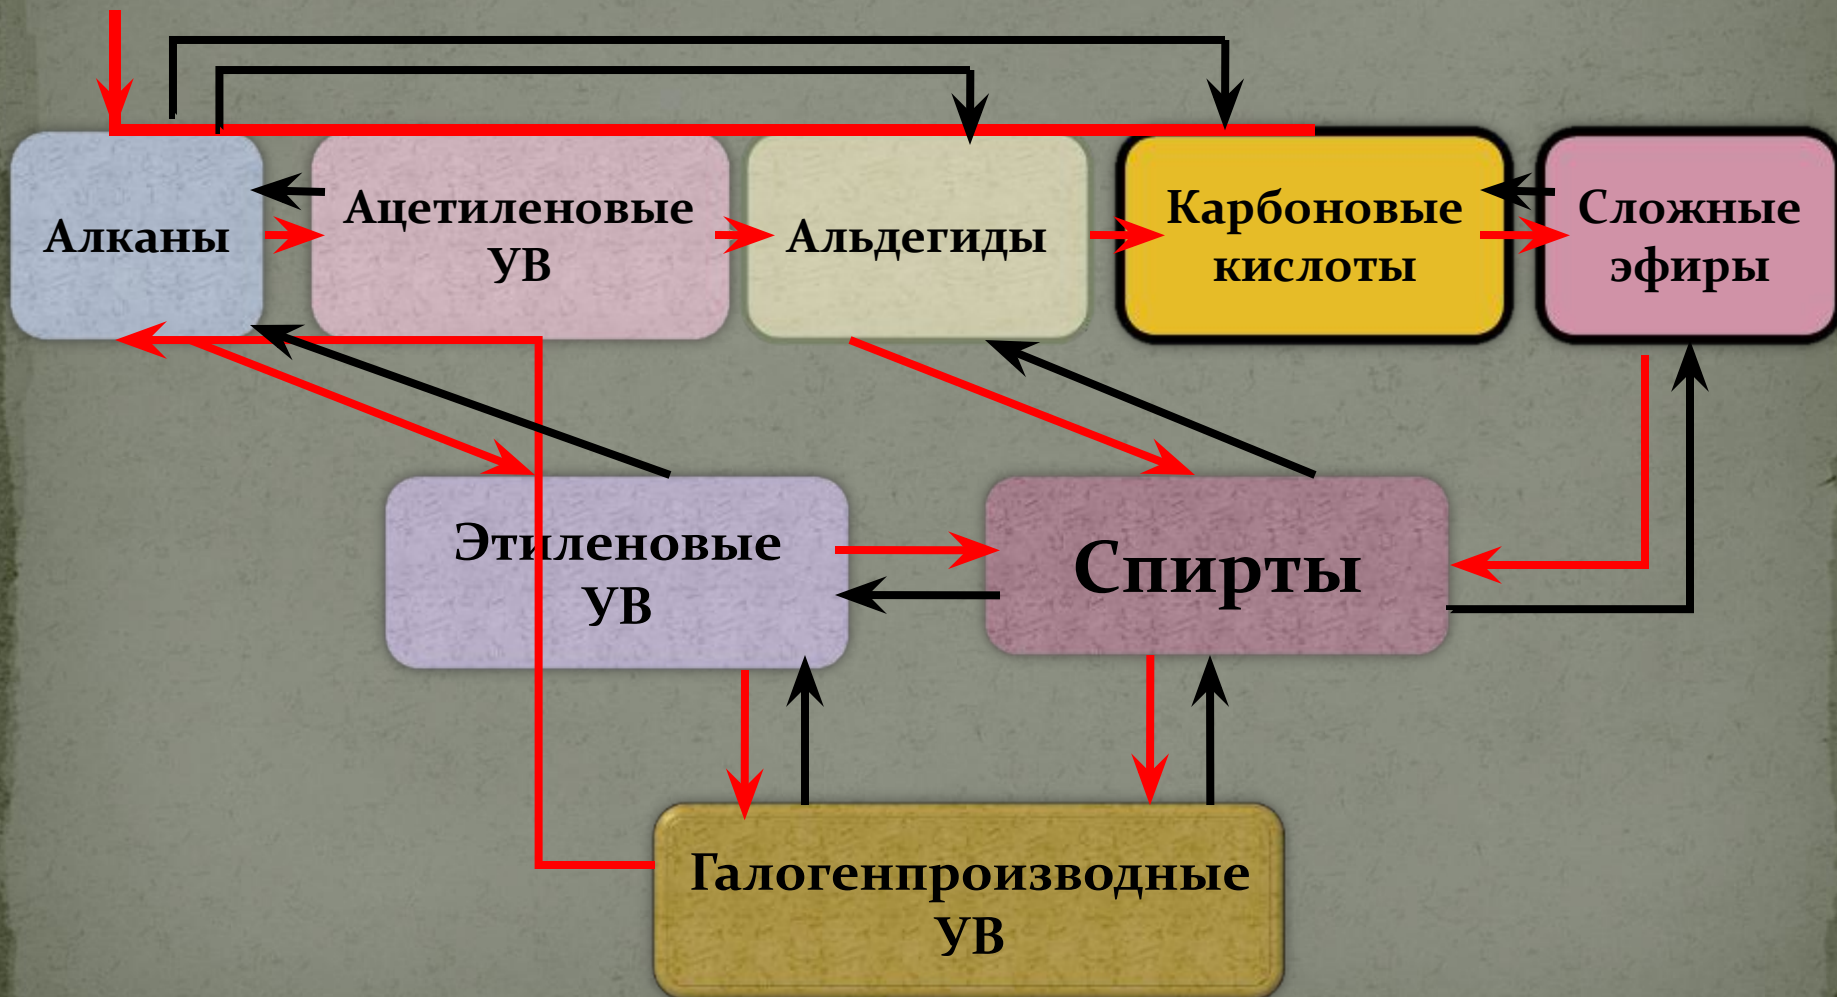 Алканы
Ацетиленовые
УВ
Альдегиды
Карбоновые
кислоты
Сложные
эфиры
Этиленовые
УВ
Спирты
Галогенпроизводные
УВ